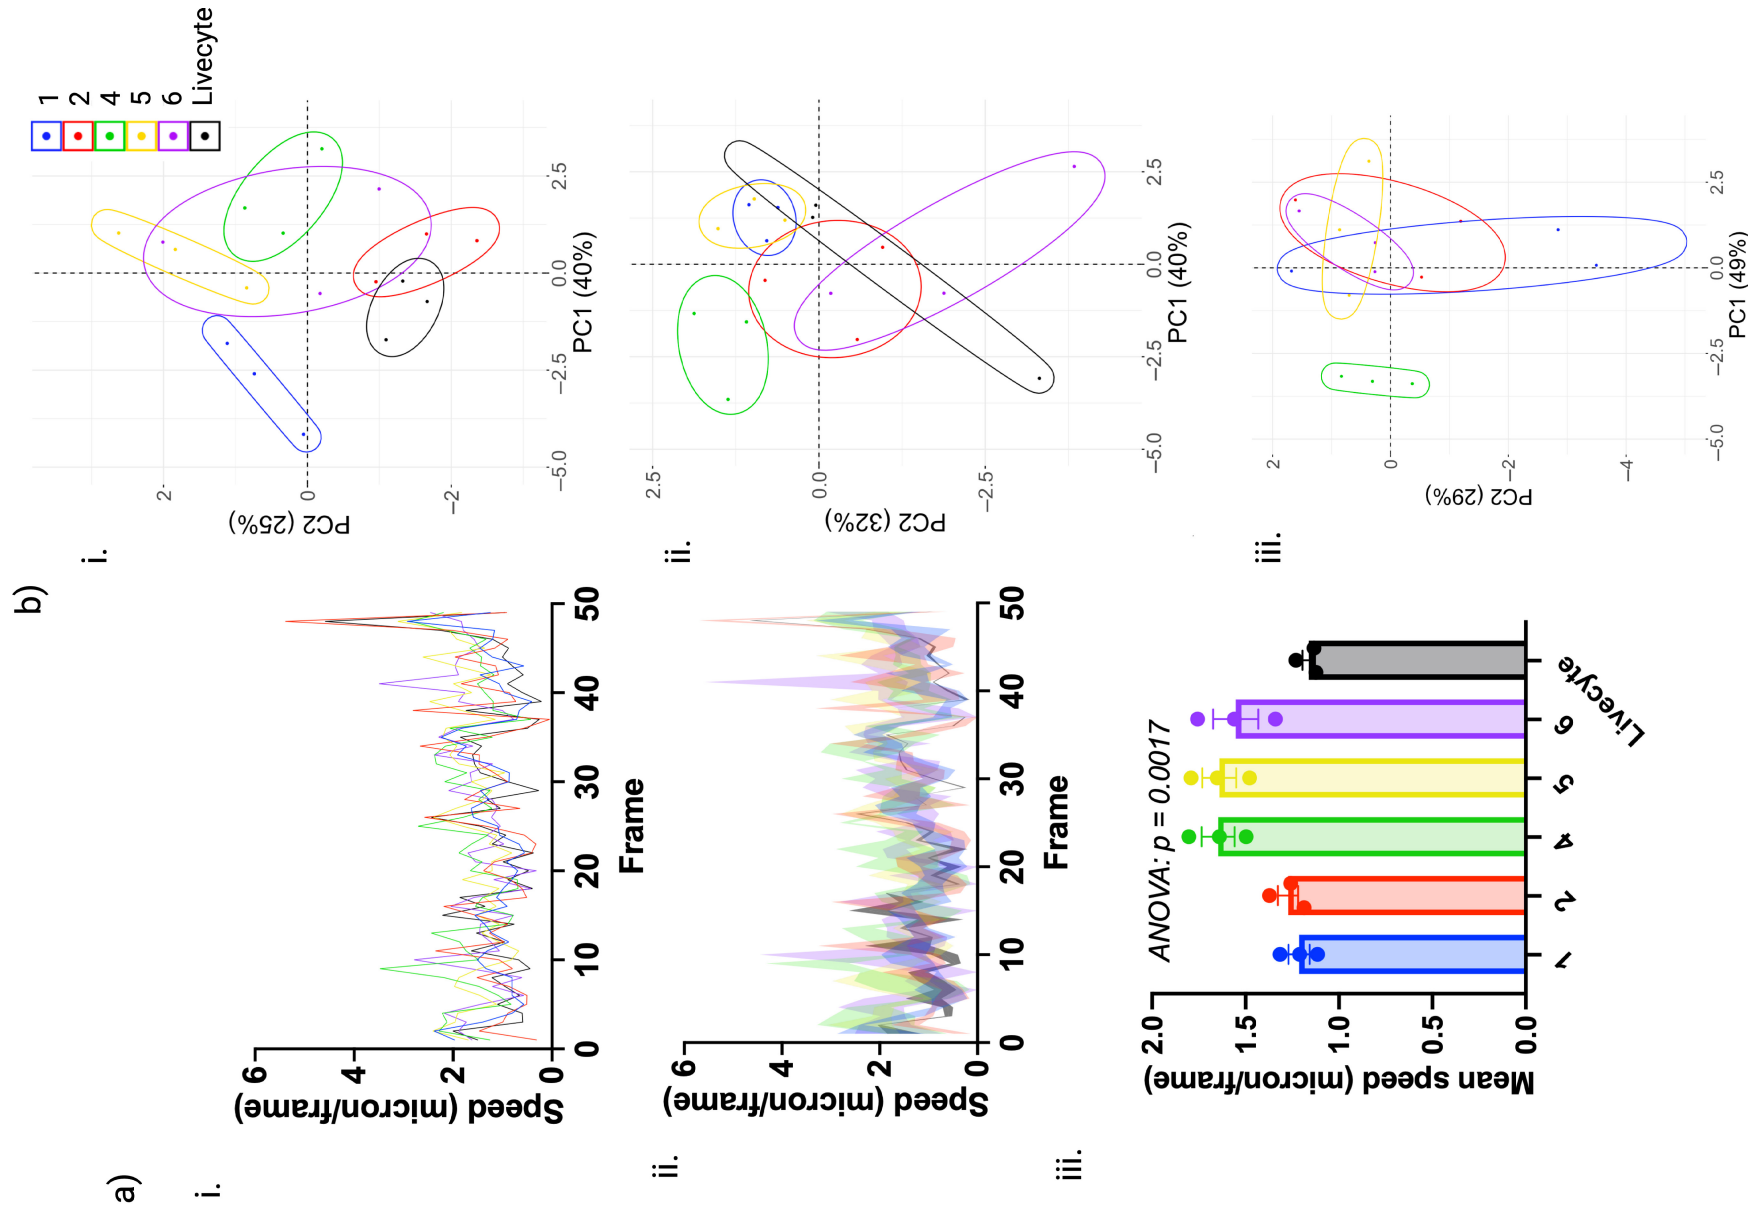 a)
i.
Speed (micron/frame)
6
4
2
0
0
10
20
30
40
50
Frame
ii.
Speed (micron/frame)
6
4
2
0
0
10
20
30
40
50
Frame
iii.
ANOVA: p = 0.0017
Mean speed (micron/frame)
2.0
1.5
1.0
0.5
0.0
1
2
4
5
6
Livecyte
b)
1
2
4
5
6
Livecyte
i.
PC2 (25%)
2
0
−2
−5.0
−2.5
0.0
2.5
PC1 (40%)
ii.
PC2 (32%)
2.5
0.0
−2.5
−5.0
−2.5
0.0
2.5
PC1 (40%)
iii.
PC2 (29%)
2
0
−2
−4
−5.0
−2.5
0.0
2.5
PC1 (49%)